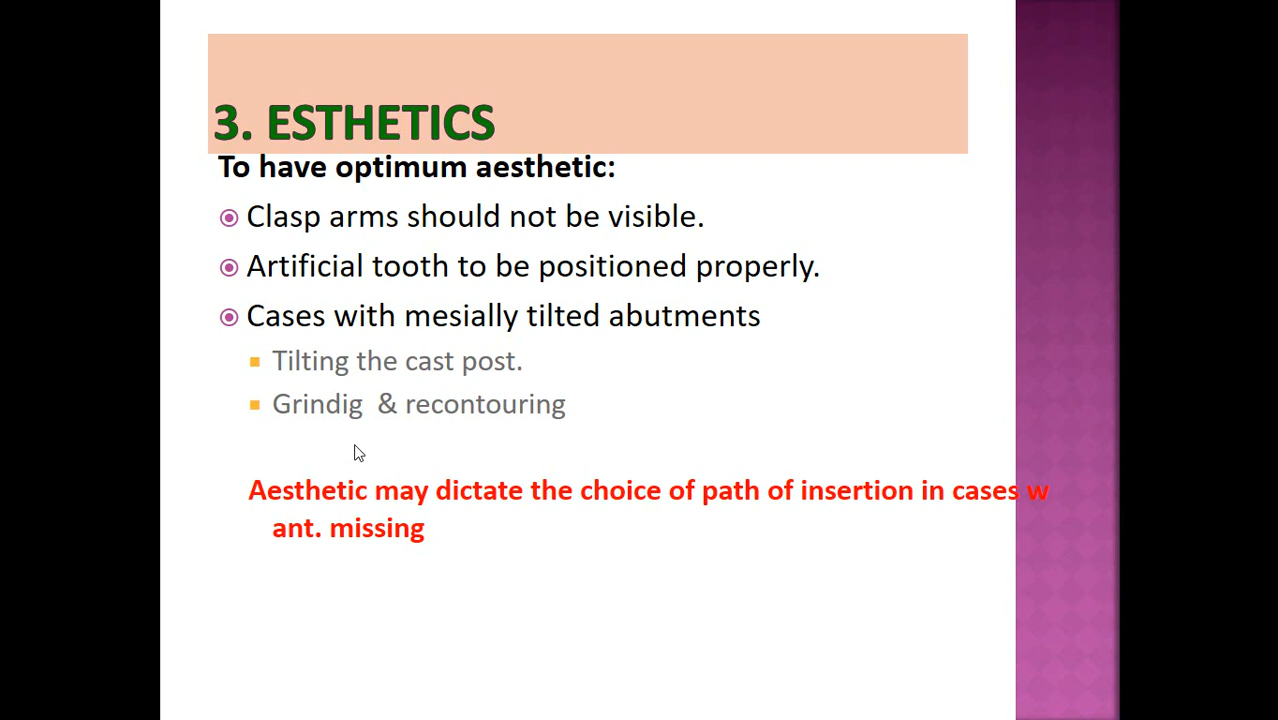 3. ESTHETICS
To have optimum aesthetic:
Clasp arms should not be visible.
Artificial tooth to be positioned properly.
Cases with mesially tilted abutments
Tilting the cast post.
Grindig & recontouring
Aesthetic may dictate the choice of path of insertion in cases w
ant. missing